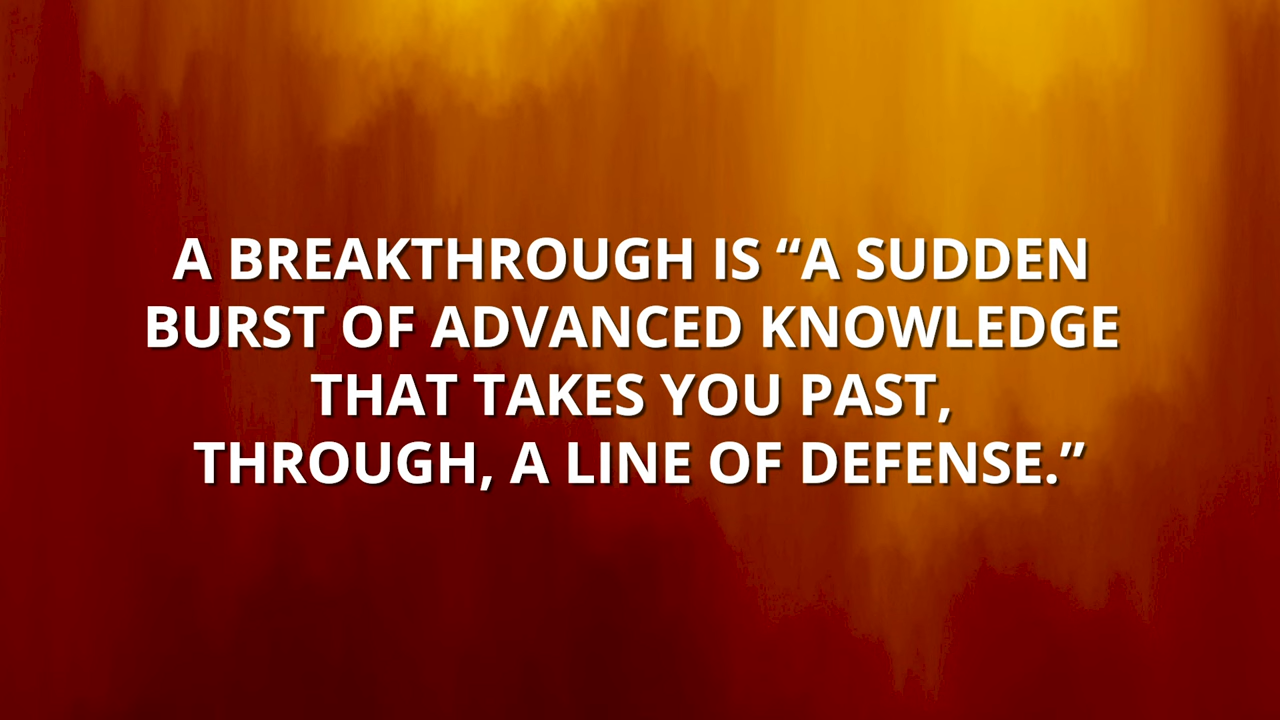 A BREAKTHROUGH IS “A SUDDEN
BURST OF ADVANCED KNOWLEDGE
THAT TAKES YOU PAST,
THROUGH, A LINE OF DEFENSE.”